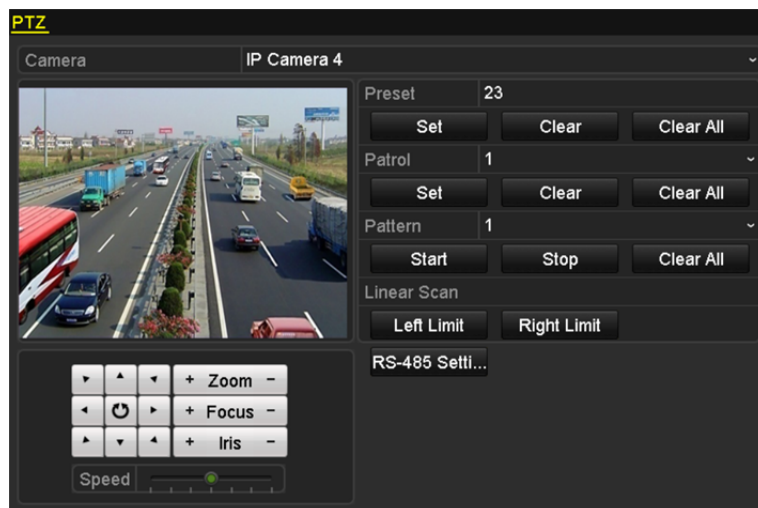 PTZ
Camera IP Camera 4
Preset 23
Set Clear Clear All
Patrol 1
Set Clear Clear All
Pattern 1
Start Stop Clear All
Linear Scan
Left Limit Right Limit
RS-485 Setti...
+ Zoom -
+ Focus -
+ Iris -
Speed